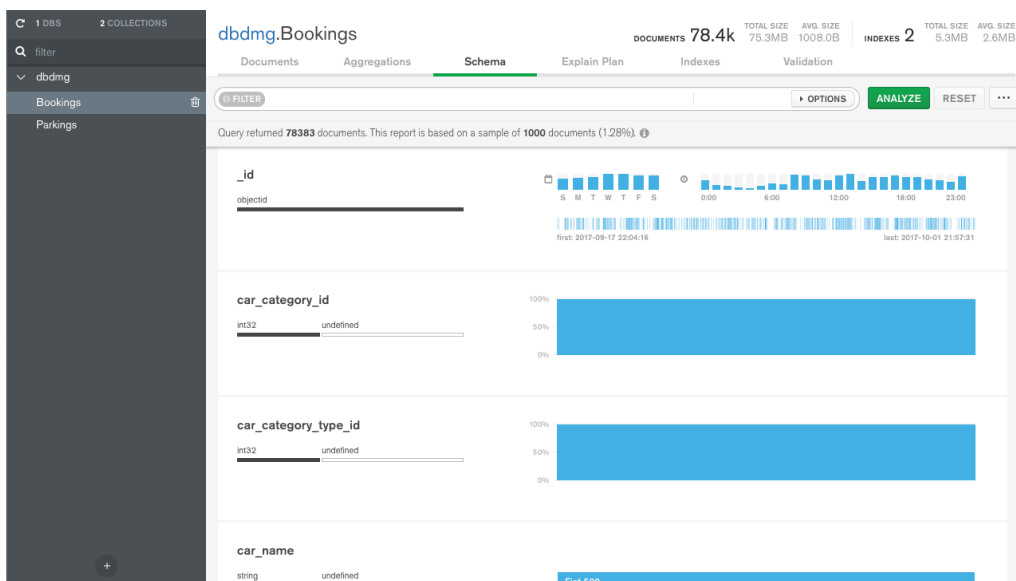 1 DBS 2 COLLECTIONS
filter
dbdmg
Bookings
Parkings
+
dbdmg.Bookings
DOCUMENTS 78.4k TOTAL SIZE 75.3MB AVG. SIZE 1008.0B
INDEXES 2 TOTAL SIZE 5.3MB AVG. SIZE 2.6MB
Documents Aggregations Schema Explain Plan Indexes Validation
FILTER OPTIONS ANALYZE RESET ...
Query returned 78383 documents. This report is based on a sample of 1000 documents (1.28%).
_id
objectid
S M T W T F S
0:00 6:00 12:00 18:00 23:00
first: 2017-09-17 22:04:16 last: 2017-10-01 21:57:31
car_category_id
int32 undefined
100%
50%
0%
car_category_type_id
int32 undefined
100%
50%
0%
car_name
string undefined
Fiat 500